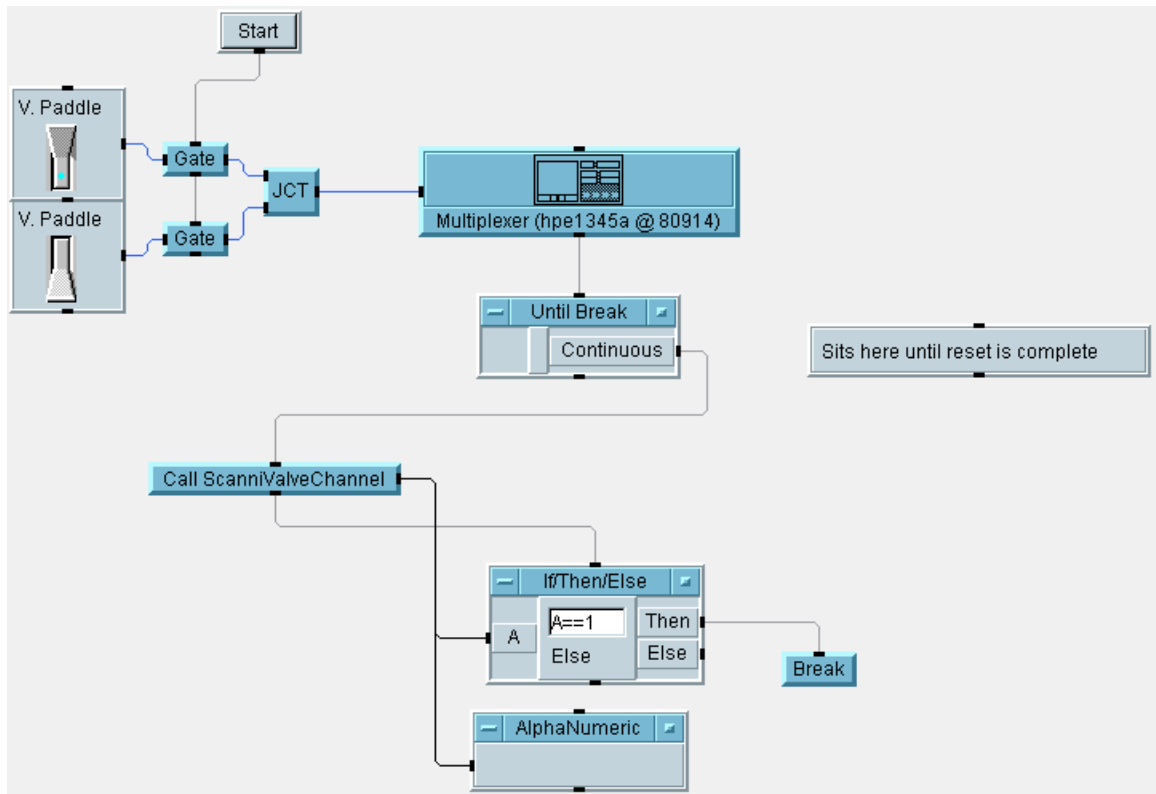 Start
V. Paddle
Gate
JCT
Multiplexer (hpe1345a @ 80914)
V. Paddle
Gate
Until Break
Continuous
Sits here until reset is complete
Call ScanniValveChannel
If/Then/Else
A
A==1
Then
Else
Else
Break
AlphaNumeric